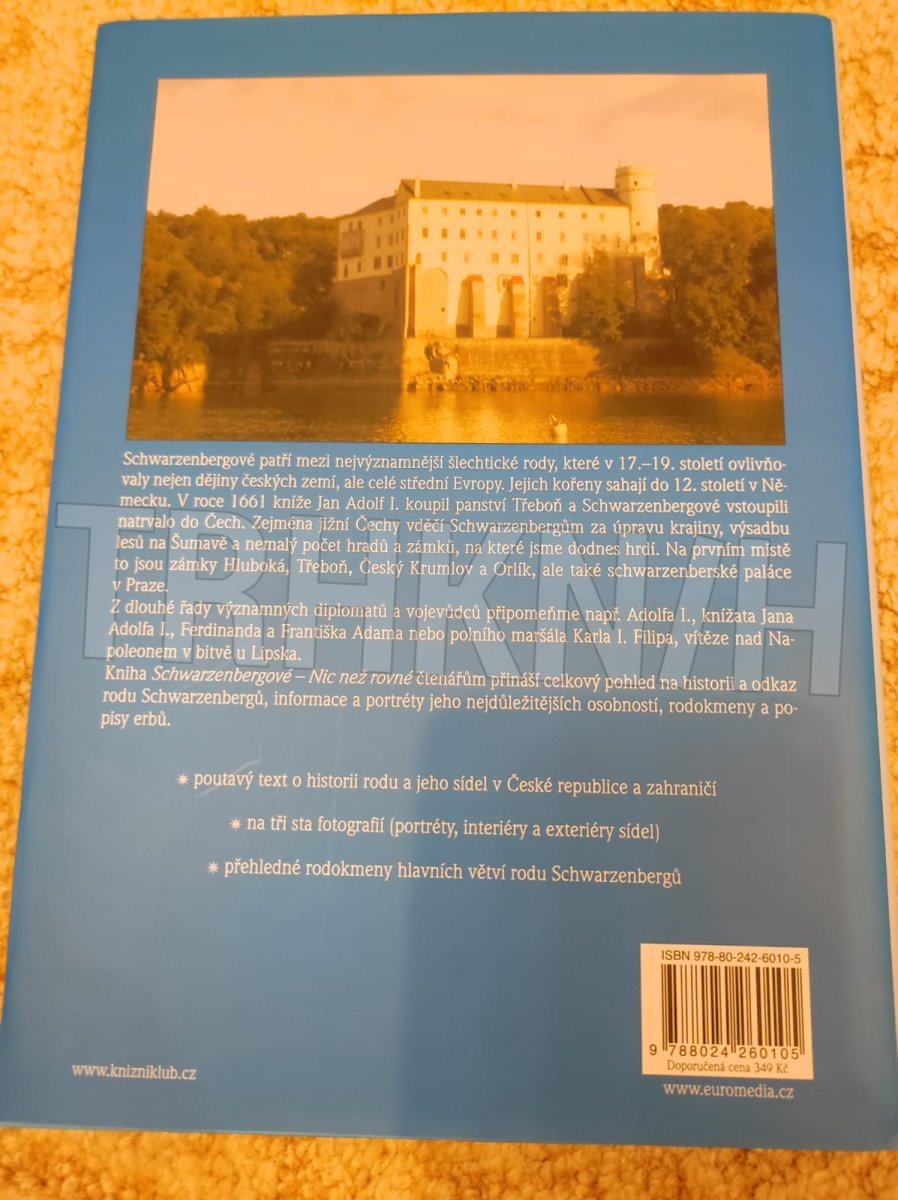 Schwarzenbergové patří mezi nejvýznamnější šlechtické rody, které v 17.–19. století ovlivňo-
valy nejen dějiny českých zemí, ale celé střední Evropy. Jejich kořeny sahají do 12. století v Ně-
mecku. V roce 1661 kníže Jan Adolf I. koupil panství Třeboň a Schwarzenbergové vstoupili
natrvalo do Čech. Zejména jižní Čechy vděčí Schwarzenbergům za úpravu krajiny, výsadbu
lesů na Šumavě a nemalý počet hradů a zámků, na které jsme dodnes hrdí. Na prvním místě
to jsou zámky Hluboká, Třeboň, Český Krumlov a Orlík, ale také schwarzenberské paláce
v Praze.
Z dlouhé řady významných diplomatů a vojevůdců připomeňme např. Adolfa I., knížata Jana
Adolfa I., Ferdinanda a Františka Adama nebo polního maršála Karla I. Filipa, vítěze nad Na-
poleonem v bitvě u Lipska.
Kniha Schwarzenbergové – Nic než rovné čtenářům přináší celkový pohled na historii a odkaz
rodu Schwarzenbergů, informace a portréty jeho nejdůležitějších osobností, rodokmeny a po-
pisy erbů.
✷ poutavý text o historii rodu a jeho sídel v České republice a zahraničí
✷ na tři sta fotografií (portréty, interiéry a exteriéry sídel)
✷ přehledné rodokmeny hlavních větví rodu Schwarzenbergů
ISBN 978-80-242-6010-5
9 788024 260105
Doporučená cena 349 Kč
www.knizniklub.cz
www.euromedia.cz
TRHKNIH